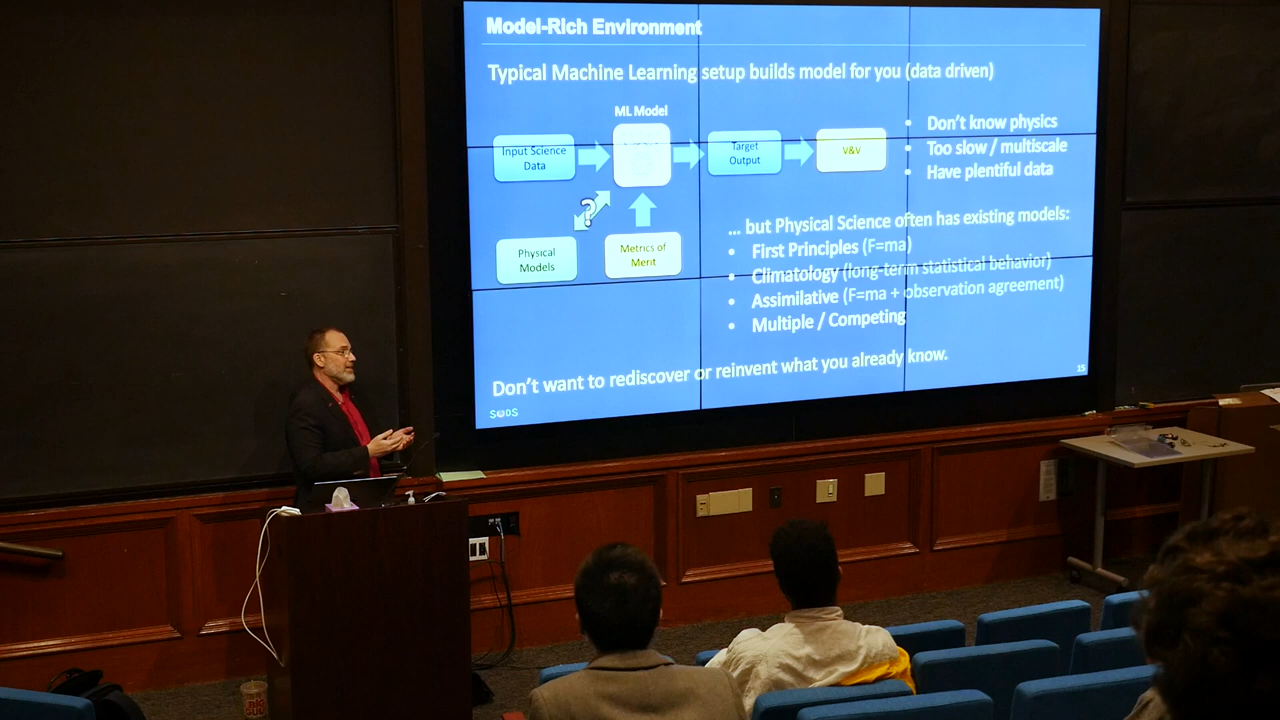 Model-Rich Environment
Typical Machine Learning setup builds model for you (data driven)
ML Model
Input Science
Data
Target
Output
V&V
• Don't know physics
• Too slow / multiscale
• Have plentiful data
?
Physical
Models
Metrics of
Merit
... but Physical Science often has existing models:
• First Principles (F=ma)
• Climatology (long-term statistical behavior)
• Assimilative (F=ma + observation agreement)
• Multiple / Competing
Don't want to rediscover or reinvent what you already know.
15